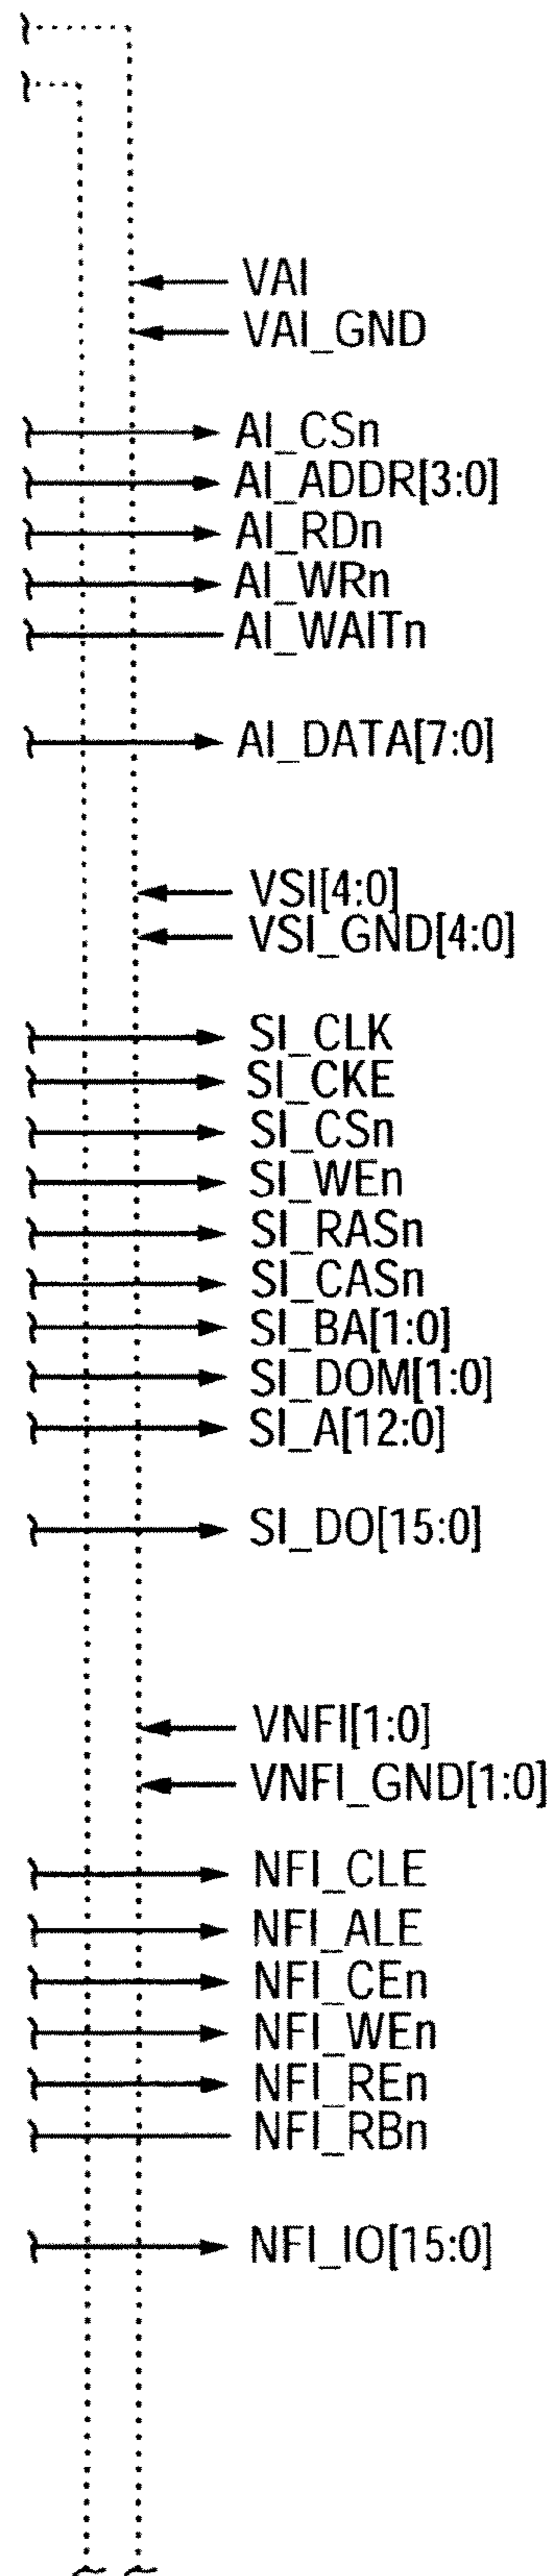 VAI
VAI_GND
AI_CSn
AI_ADDR[3:0]
AI_RDn
AI_WRn
AI_WAITn
AI_DATA[7:0]
VSI[4:0]
VSI_GND[4:0]
SI_CLK
SI_CKE
SI_CSn
SI_WEn
SI_RASn
SI_CASn
SI_BA[1:0]
SI_DOM[1:0]
SI_A[12:0]
SI_DO[15:0]
VNFI[1:0]
VNFI_GND[1:0]
NFI_CLE
NFI_ALE
NFI_CEn
NFI_WEn
NFI_REn
NFI_RBn
NFI_IO[15:0]